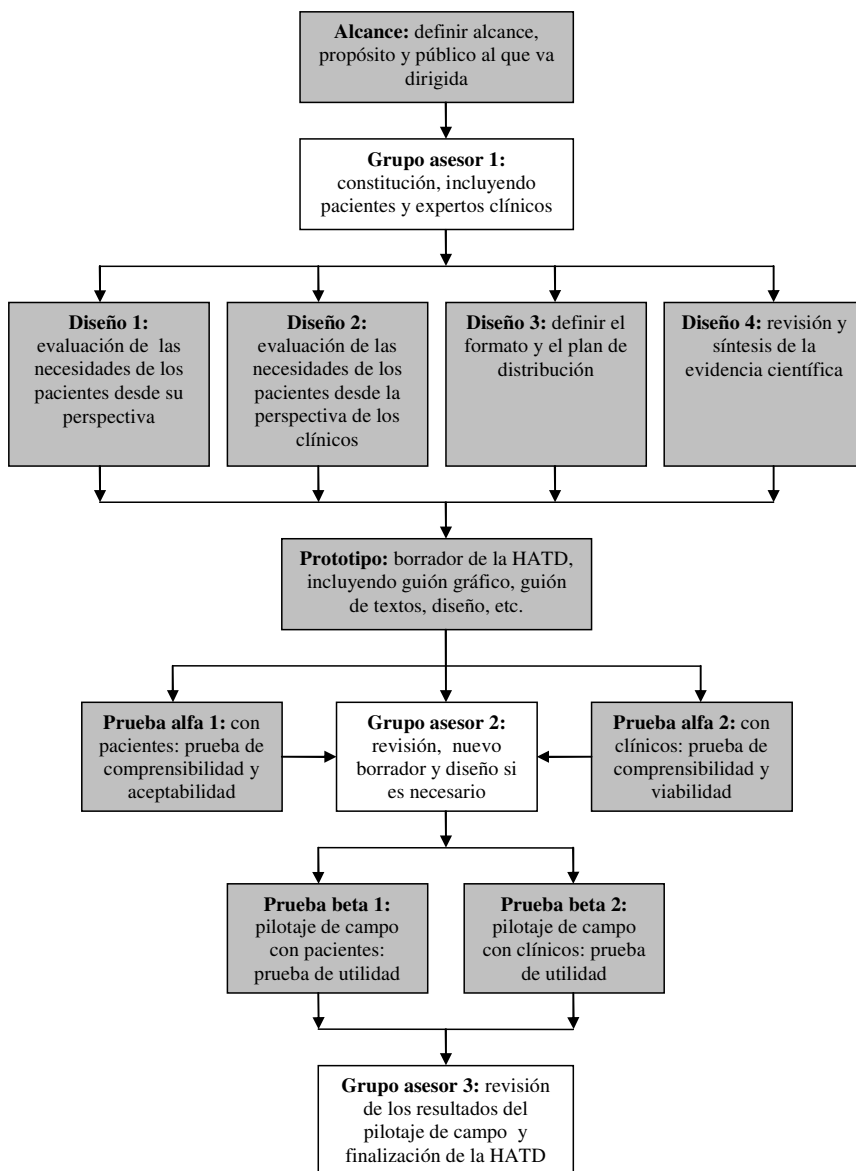 Alcance: definir alcance,
propósito y público al que va
dirigida
Grupo asesor 1:
constitución, incluyendo
pacientes y expertos clínicos
Diseño 1:
evaluación de las
necesidades de los
pacientes desde su
perspectiva
Diseño 2:
evaluación de las
necesidades de los
pacientes desde la
perspectiva de los
clínicos
Diseño 3: definir el
formato y el plan de
distribución
Diseño 4: revisión y
síntesis de la
evidencia científica
Prototipo: borrador de la HATD,
incluyendo guión gráfico, guión
de textos, diseño, etc.
Prueba alfa 1: con
pacientes: prueba de
comprensibilidad y
aceptabilidad
Grupo asesor 2:
revisión, nuevo
borrador y diseño si
es necesario
Prueba alfa 2: con
clínicos: prueba de
comprensibilidad y
viabilidad
Prueba beta 1:
pilotaje de campo
con pacientes:
prueba de utilidad
Prueba beta 2:
pilotaje de campo
con clínicos: prueba
de utilidad
Grupo asesor 3: revisión
de los resultados del
pilotaje de campo y
finalización de la HATD